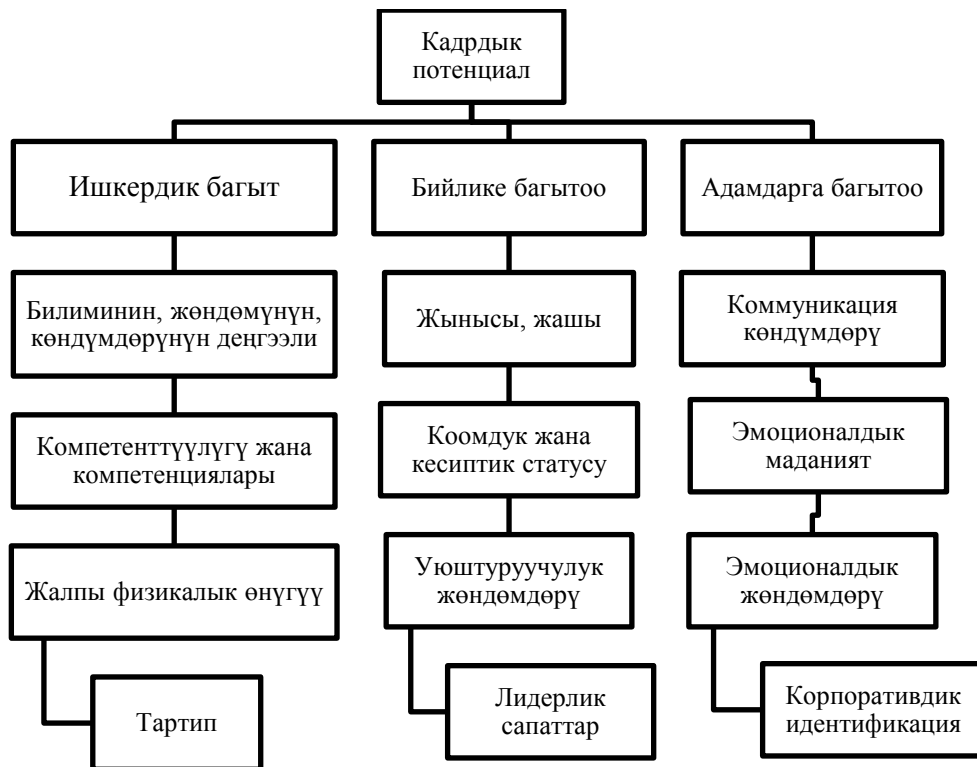 Кадрдык
потенциал
Ишкердик багыт
Бийлике багытоо
Адамдарга багытоо
Билиминин, жөндөмүнүн,
көндүмдөрүнүн деңгээли
Жынысы, жашы
Коммуникация
көндүмдөрү
Компетенттүүлүгү жана
компетенциялары
Коомдук жана
кесиптик статусу
Эмоционалдык
маданият
Жалпы физикалык өнүгүү
Уюштуруучулук
жөндөмдөрү
Эмоционалдык
жөндөмдөрү
Тартип
Лидерлик
сапаттар
Корпоративдик
идентификация